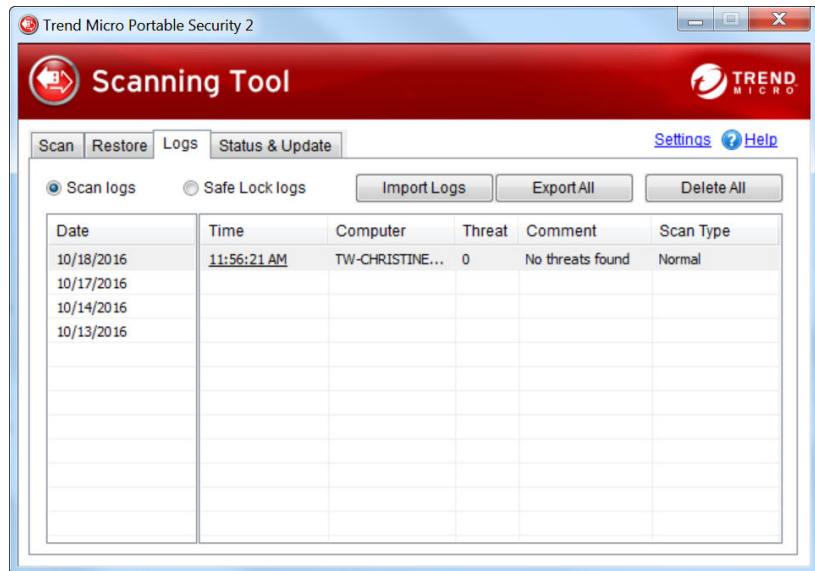 Trend Micro Portable Security 2
Scanning Tool
TREND MICRO
Scan Restore Logs Status & Update Settings Help
Scan logs Safe Lock logs Import Logs Export All Delete All
Date Time Computer Threat Comment Scan Type
10/18/2016 11:56:21 AM TW-CHRISTINE... 0 No threats found Normal
10/17/2016
10/14/2016
10/13/2016